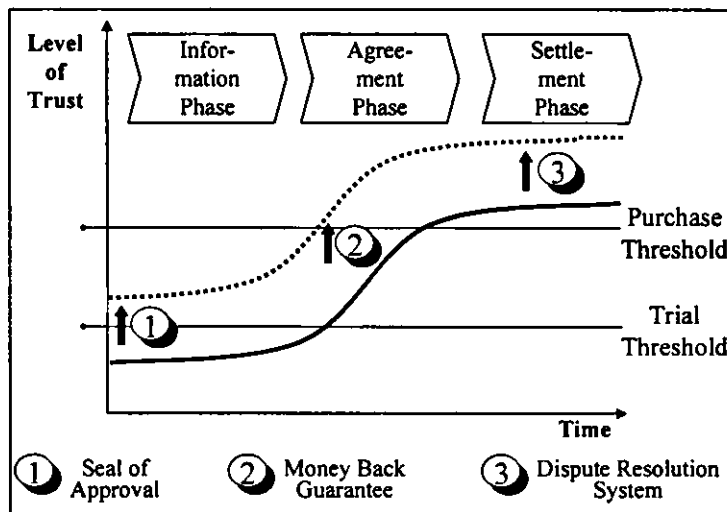 Level
of
Trust
Infor-
mation
Phase
Agree-
ment
Phase
Settle-
ment
Phase
3
Purchase
Threshold
2
1
Trial
Threshold
Time
1 Seal of
Approval
2 Money Back
Guarantee
3 Dispute Resolution
System